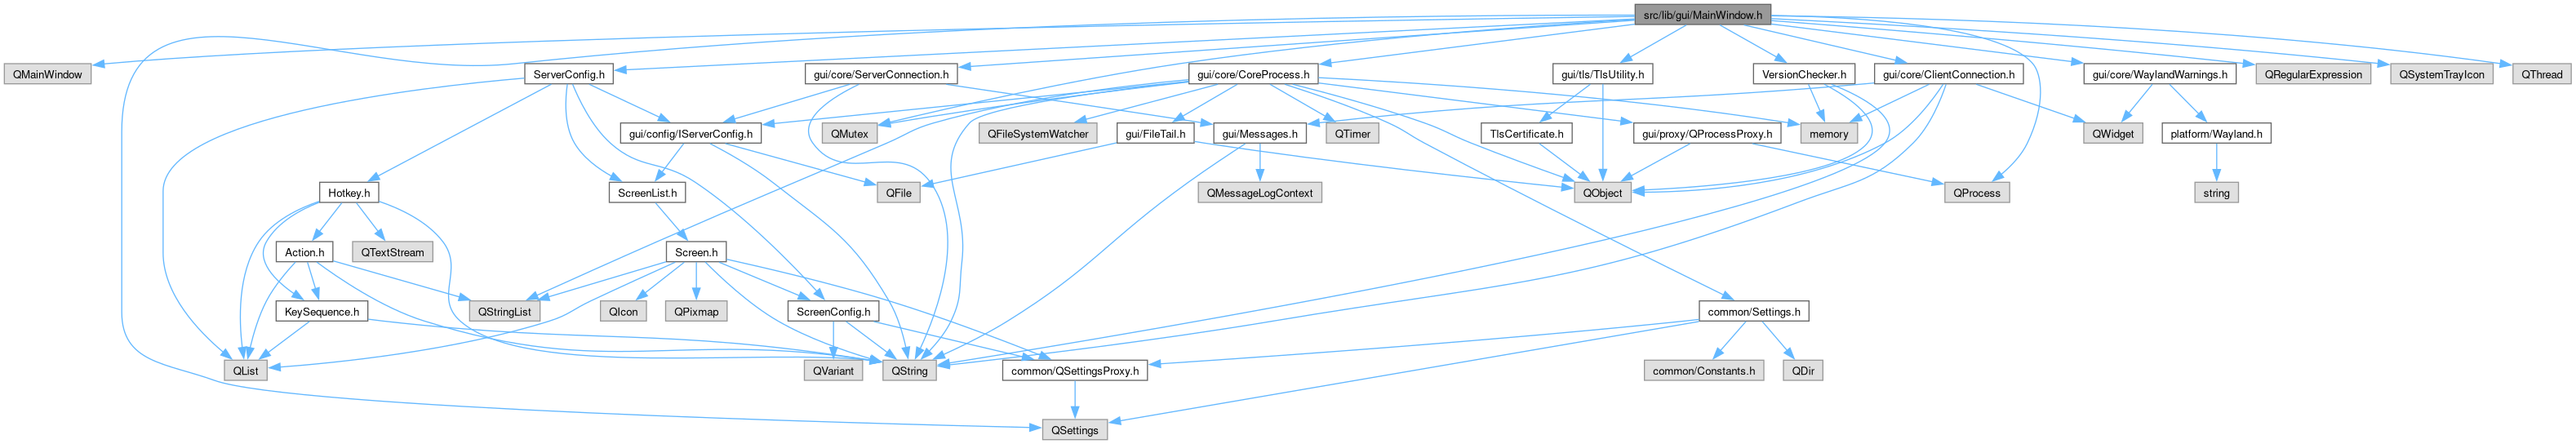 src/lib/gui/MainWindow.h
QMainWindow
ServerConfig.h
gui/core/ServerConnection.h
gui/core/CoreProcess.h
gui/tls/TlsUtility.h
VersionChecker.h
gui/core/ClientConnection.h
gui/core/WaylandWarnings.h
QRegularExpression
QSystemTrayIcon
QThread
gui/config/IServerConfig.h
QMutex
QFileSystemWatcher
gui/FileTail.h
gui/Messages.h
QTimer
TlsCertificate.h
gui/proxy/QProcessProxy.h
memory
QWidget
platform/Wayland.h
Hotkey.h
ScreenList.h
QFile
QMessageLogContext
QObject
QProcess
string
Action.h
QTextStream
Screen.h
KeySequence.h
QStringList
QIcon
QPixmap
ScreenConfig.h
common/Settings.h
QList
QVariant
QString
common/QSettingsProxy.h
common/Constants.h
QDir
QSettings